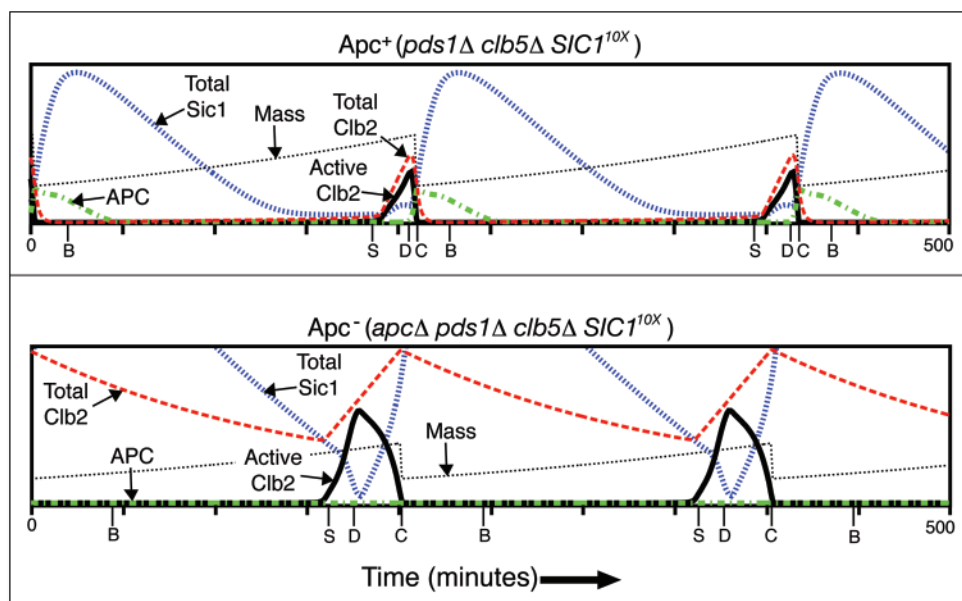 Apc⁺ (pds1Δ clb5Δ SIC1¹⁰ˣ)
Total
Sic1
Mass
Total
Clb2
Active
Clb2
APC
0
B
S
D
C
B
S
D
C
B
500
Apc⁻ (apcΔ pds1Δ clb5Δ SIC1¹⁰ˣ)
Total
Sic1
Total
Clb2
Mass
APC
Active
Clb2
0
B
S
D
C
B
S
D
C
B
500
Time (minutes)